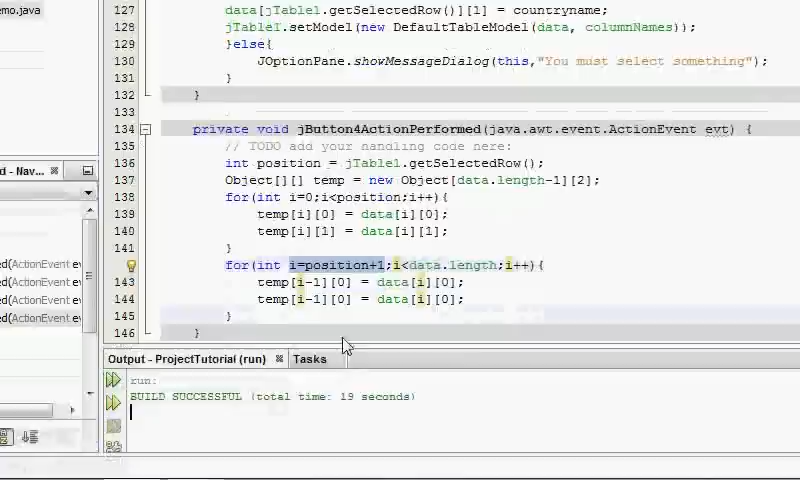 emo.java
127 data[jTable1.getSelectedRow()][1] = countryname;
128 jTable1.setModel(new DefaultTableModel(data, columnNames));
129 }else{
130 JOptionPane.showMessageDialog(this,"You must select something");
131 }
132 }
133
134 private void jButton4ActionPerformed(java.awt.event.ActionEvent evt) {
135 // TODO add your handling code here:
136 int position = jTable1.getSelectedRow();
137 Object[][] temp = new Object[data.length-1][2];
138 for(int i=0;i<position;i++){
139 temp[i][0] = data[i][0];
140 temp[i][1] = data[i][1];
141 }
for(int i=position+1;i<data.length;i++){
143 temp[i-1][0] = data[i][0];
144 temp[i-1][0] = data[i][0];
145 }
146 }
d - Nav...
ed(ActionEvent ev
ed(ActionEvent ev
ed(ActionEvent ev
ed(ActionEvent ev
Output - ProjectTutorial (run) Tasks
run:
BUILD SUCCESSFUL (total time: 19 seconds)